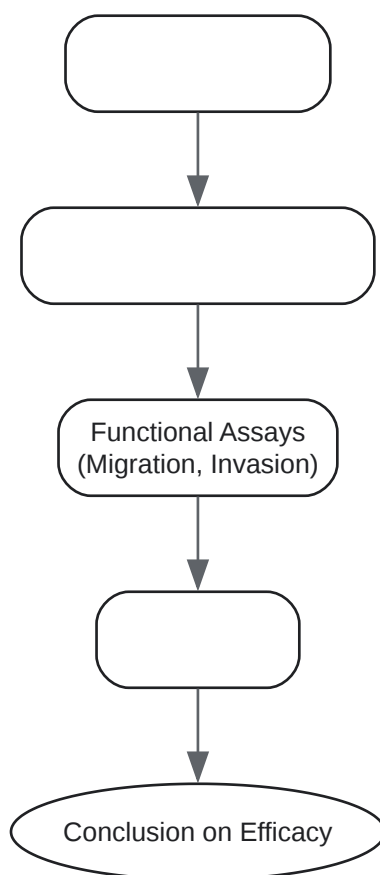 Functional Assays
(Migration, Invasion)
Conclusion on Efficacy